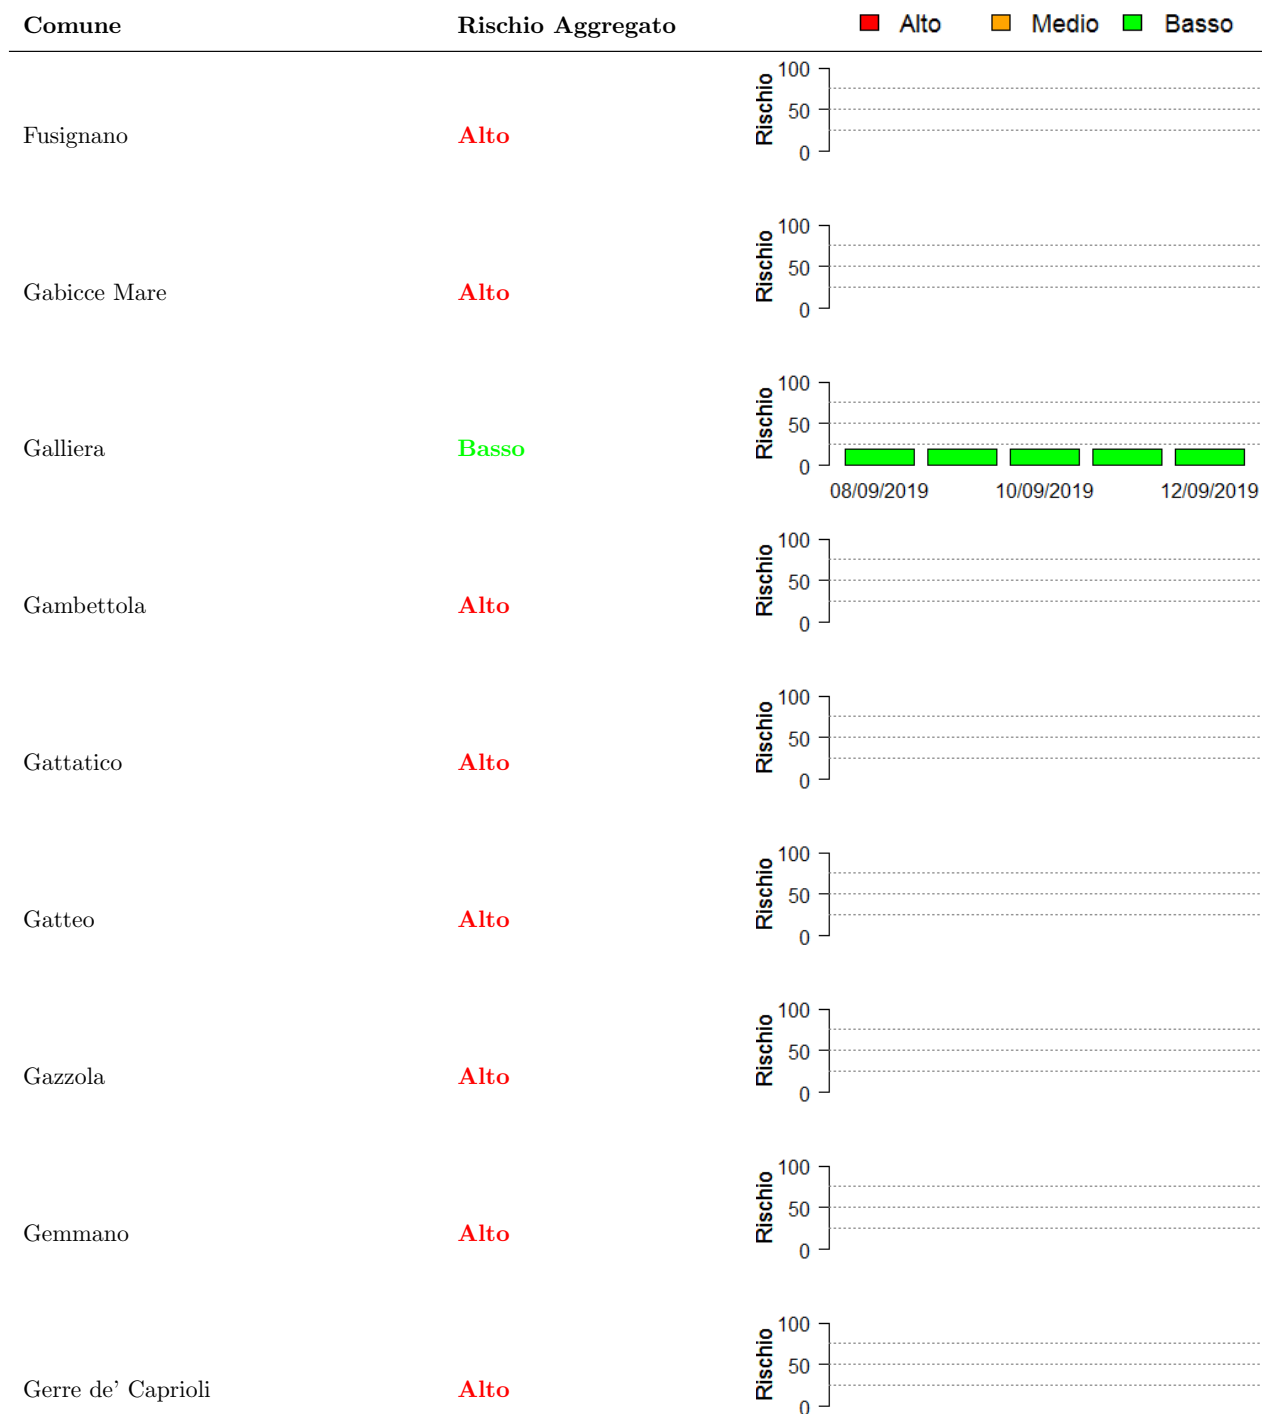 Comune Rischio Aggregato Alto Medio Basso
100
50
0
Rischio
Fusignano Alto
100
50
0
Rischio
Gabicce Mare Alto
100
50
0
Rischio
Galliera Basso
08/09/2019 10/09/2019 12/09/2019
100
50
0
Rischio
Gambettola Alto
100
50
0
Rischio
Gattatico Alto
100
50
0
Rischio
Gatteo Alto
100
50
0
Rischio
Gazzola Alto
100
50
0
Rischio
Gemmano Alto
100
50
0
Rischio
Gerre de' Caprioli Alto